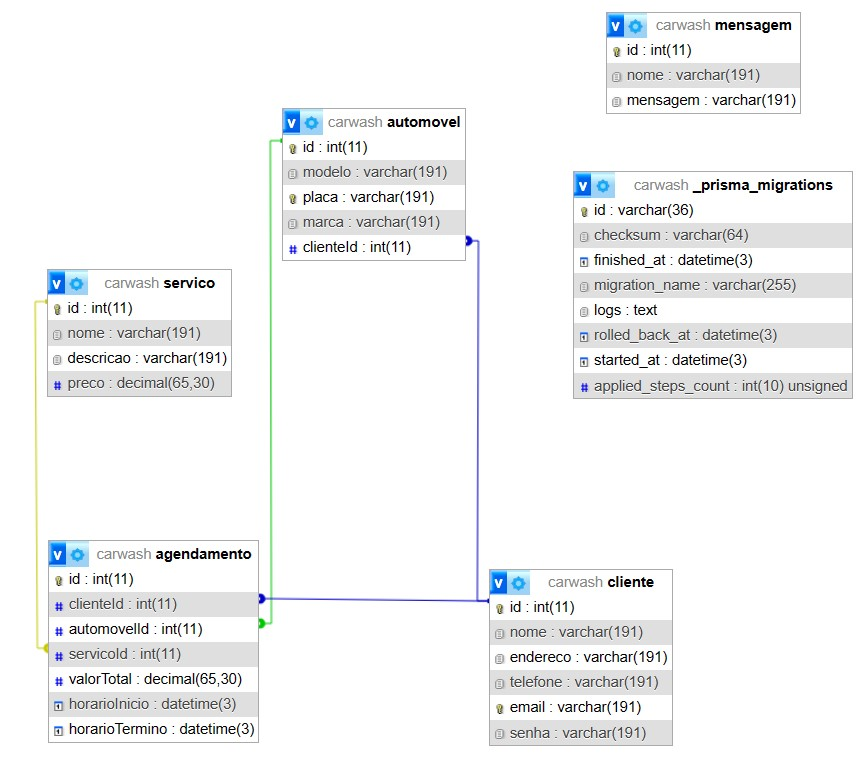 carwash mensagem
id : int(11)
nome : varchar(191)
mensagem : varchar(191)
carwash automovel
id : int(11)
modelo : varchar(191)
placa : varchar(191)
marca : varchar(191)
clienteId : int(11)
carwash _prisma_migrations
id : varchar(36)
checksum : varchar(64)
finished_at : datetime(3)
migration_name : varchar(255)
logs : text
rolled_back_at : datetime(3)
started_at : datetime(3)
applied_steps_count : int(10) unsigned
carwash servico
id : int(11)
nome : varchar(191)
descricao : varchar(191)
preco : decimal(65,30)
carwash agendamento
id : int(11)
clienteId : int(11)
automovelId : int(11)
servicoId : int(11)
valorTotal : decimal(65,30)
horarioInicio : datetime(3)
horarioTermino : datetime(3)
carwash cliente
id : int(11)
nome : varchar(191)
endereco : varchar(191)
telefone : varchar(191)
email : varchar(191)
senha : varchar(191)